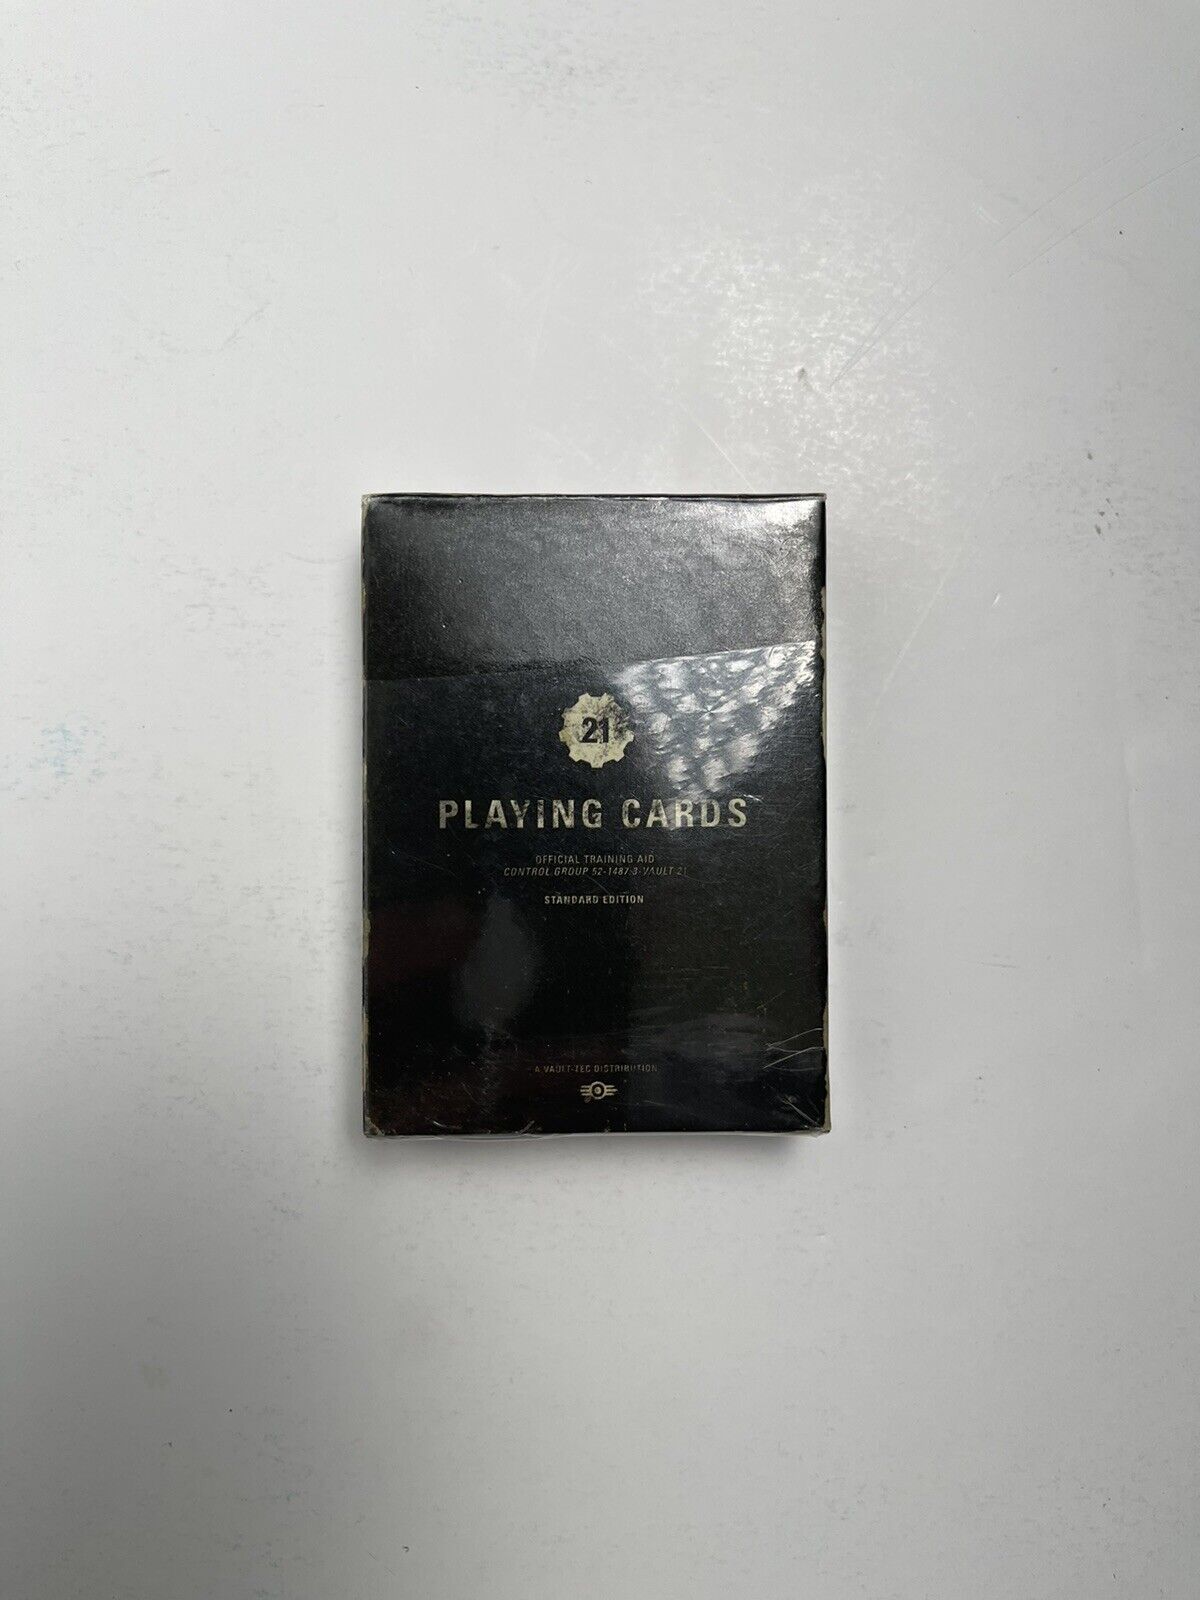 21
PLAYING CARDS
OFFICIAL TRAINING AID
CONTROL GROUP 52-1487-3-VAULT 21
STANDARD EDITION
A VAULT-TEC DISTRIBUTION